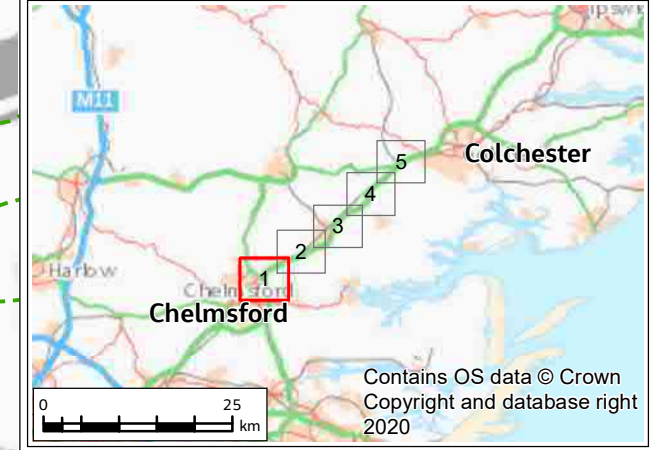 M11
Colchester
5
4
3
2
1
Harlow
Chelmsford
Chelmsford
Contains OS data © Crown
Copyright and database right
2020
0 25
km